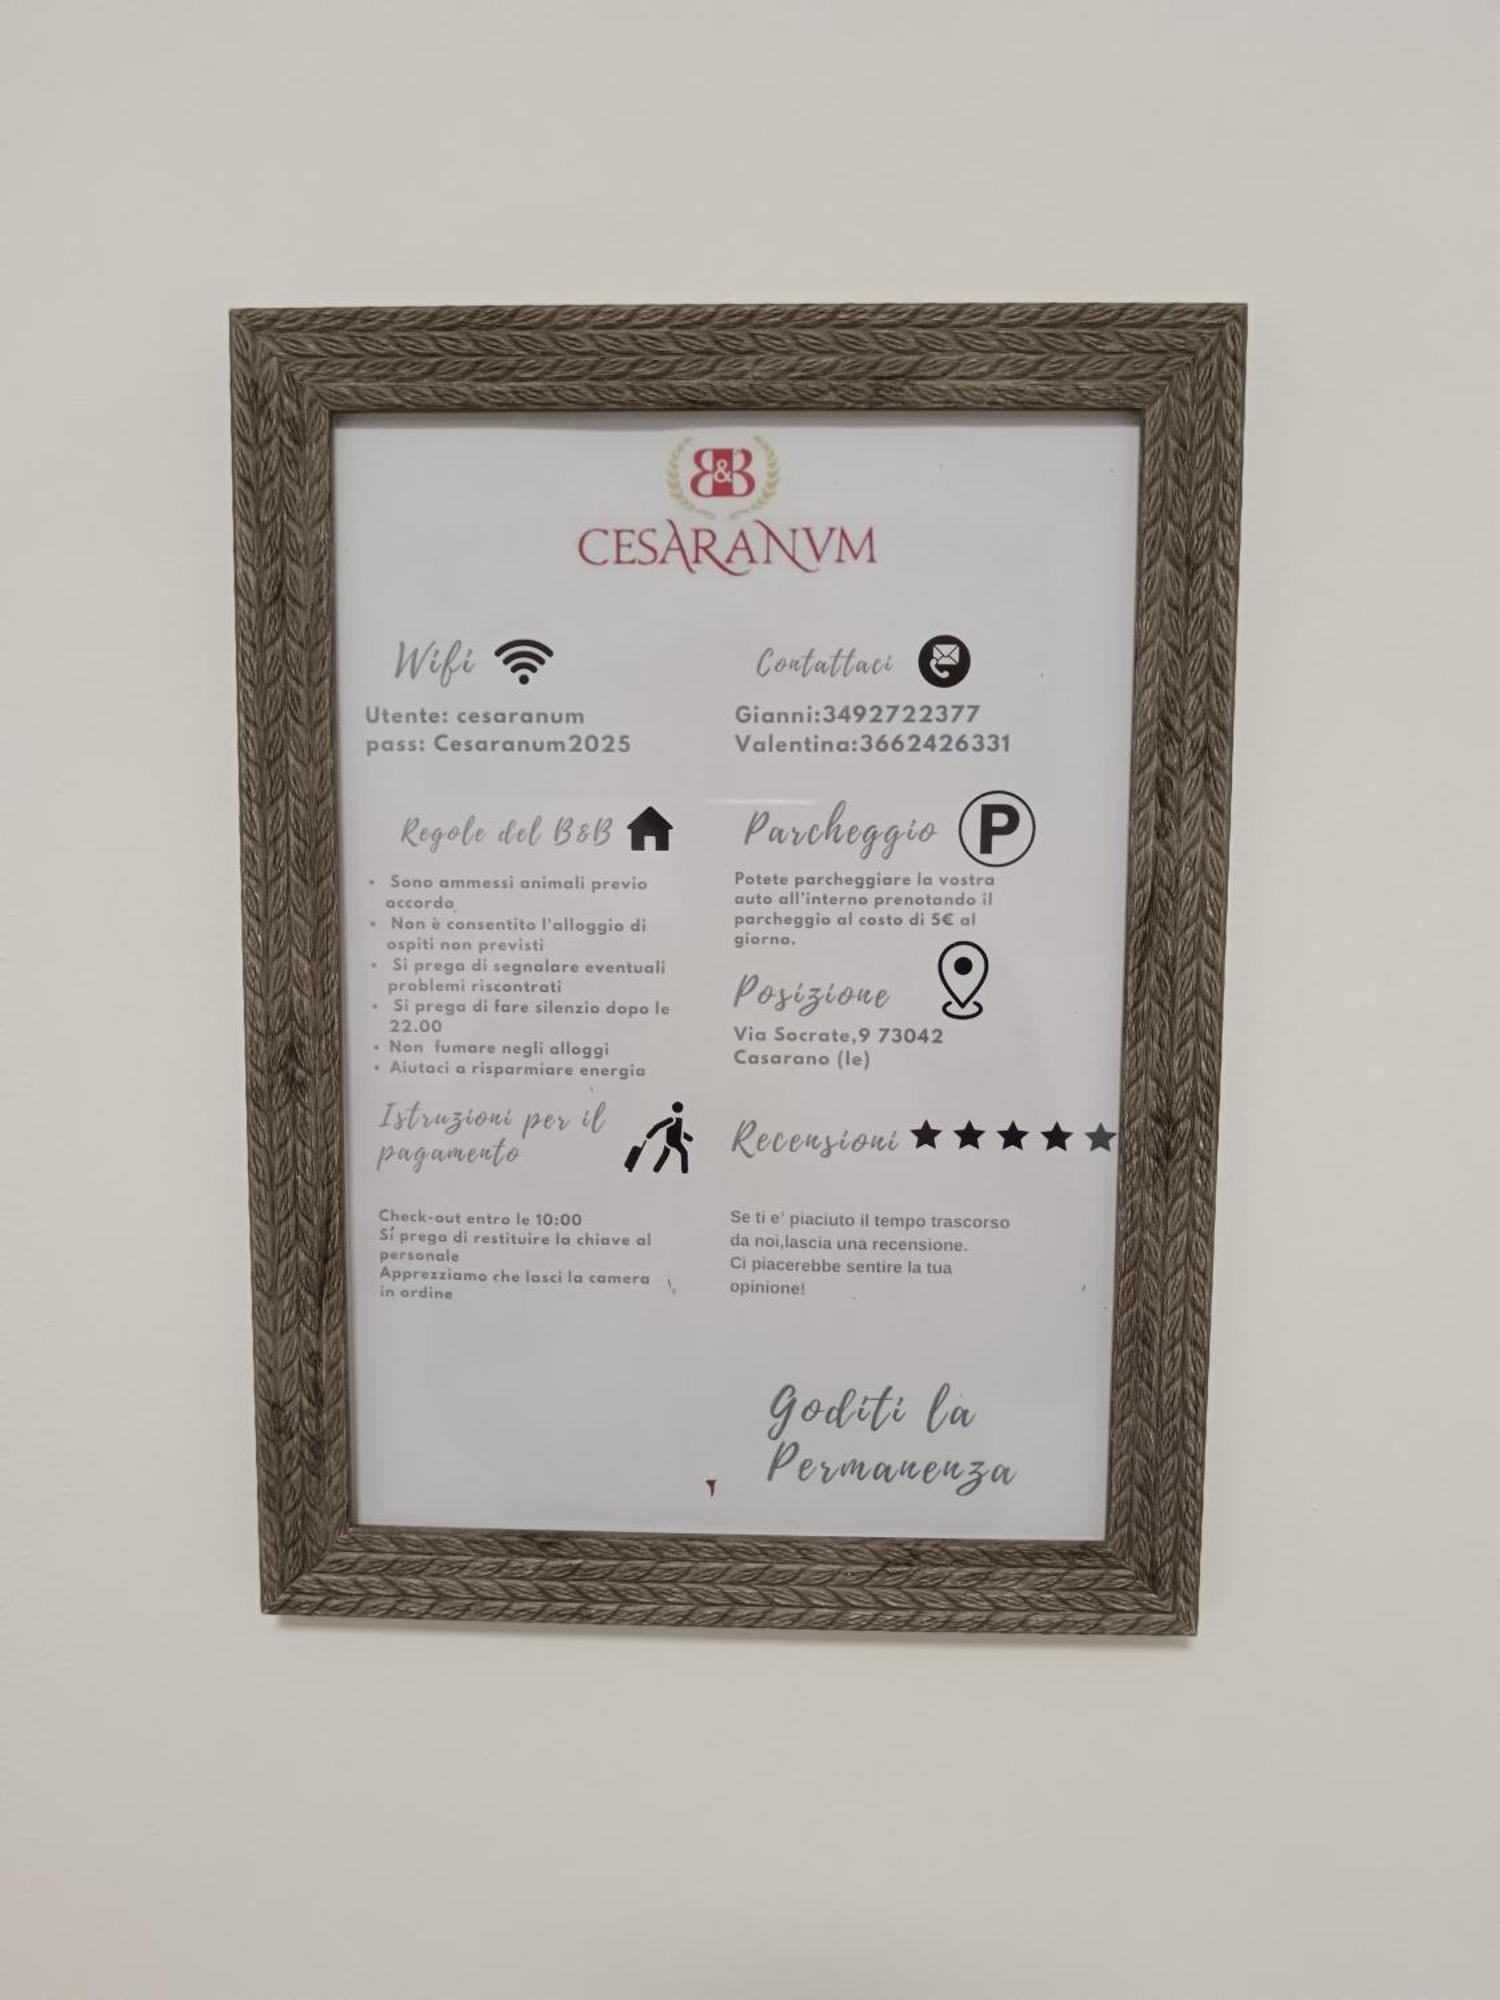 B&B
CESARANVM
Wifi
Utente: cesaranum
pass: Cesaranum2025
Contattaci
Gianni:3492722377
Valentina:3662426331
Regole del B&B
• Sono ammessi animali previo
accordo
• Non è consentito l'alloggio di
ospiti non previsti
• Si prega di segnalare eventuali
problemi riscontrati
• Si prega di fare silenzio dopo le
22.00
• Non fumare negli alloggi
• Aiutaci a risparmiare energia
Parcheggio
P
Potete parcheggiare la vostra
auto all'interno prenotando il
parcheggio al costo di 5€ al
giorno.
Posizione
Via Socrate,9 73042
Casarano (le)
Istruzioni per il
pagamento
Check-out entro le 10:00
Si prega di restituire la chiave al
personale
Apprezziamo che lasci la camera
in ordine
Recensioni
Se ti e' piaciuto il tempo trascorso
da noi,lascia una recensione.
Ci piacerebbe sentire la tua
opinione!
Goditi la
Permanenza